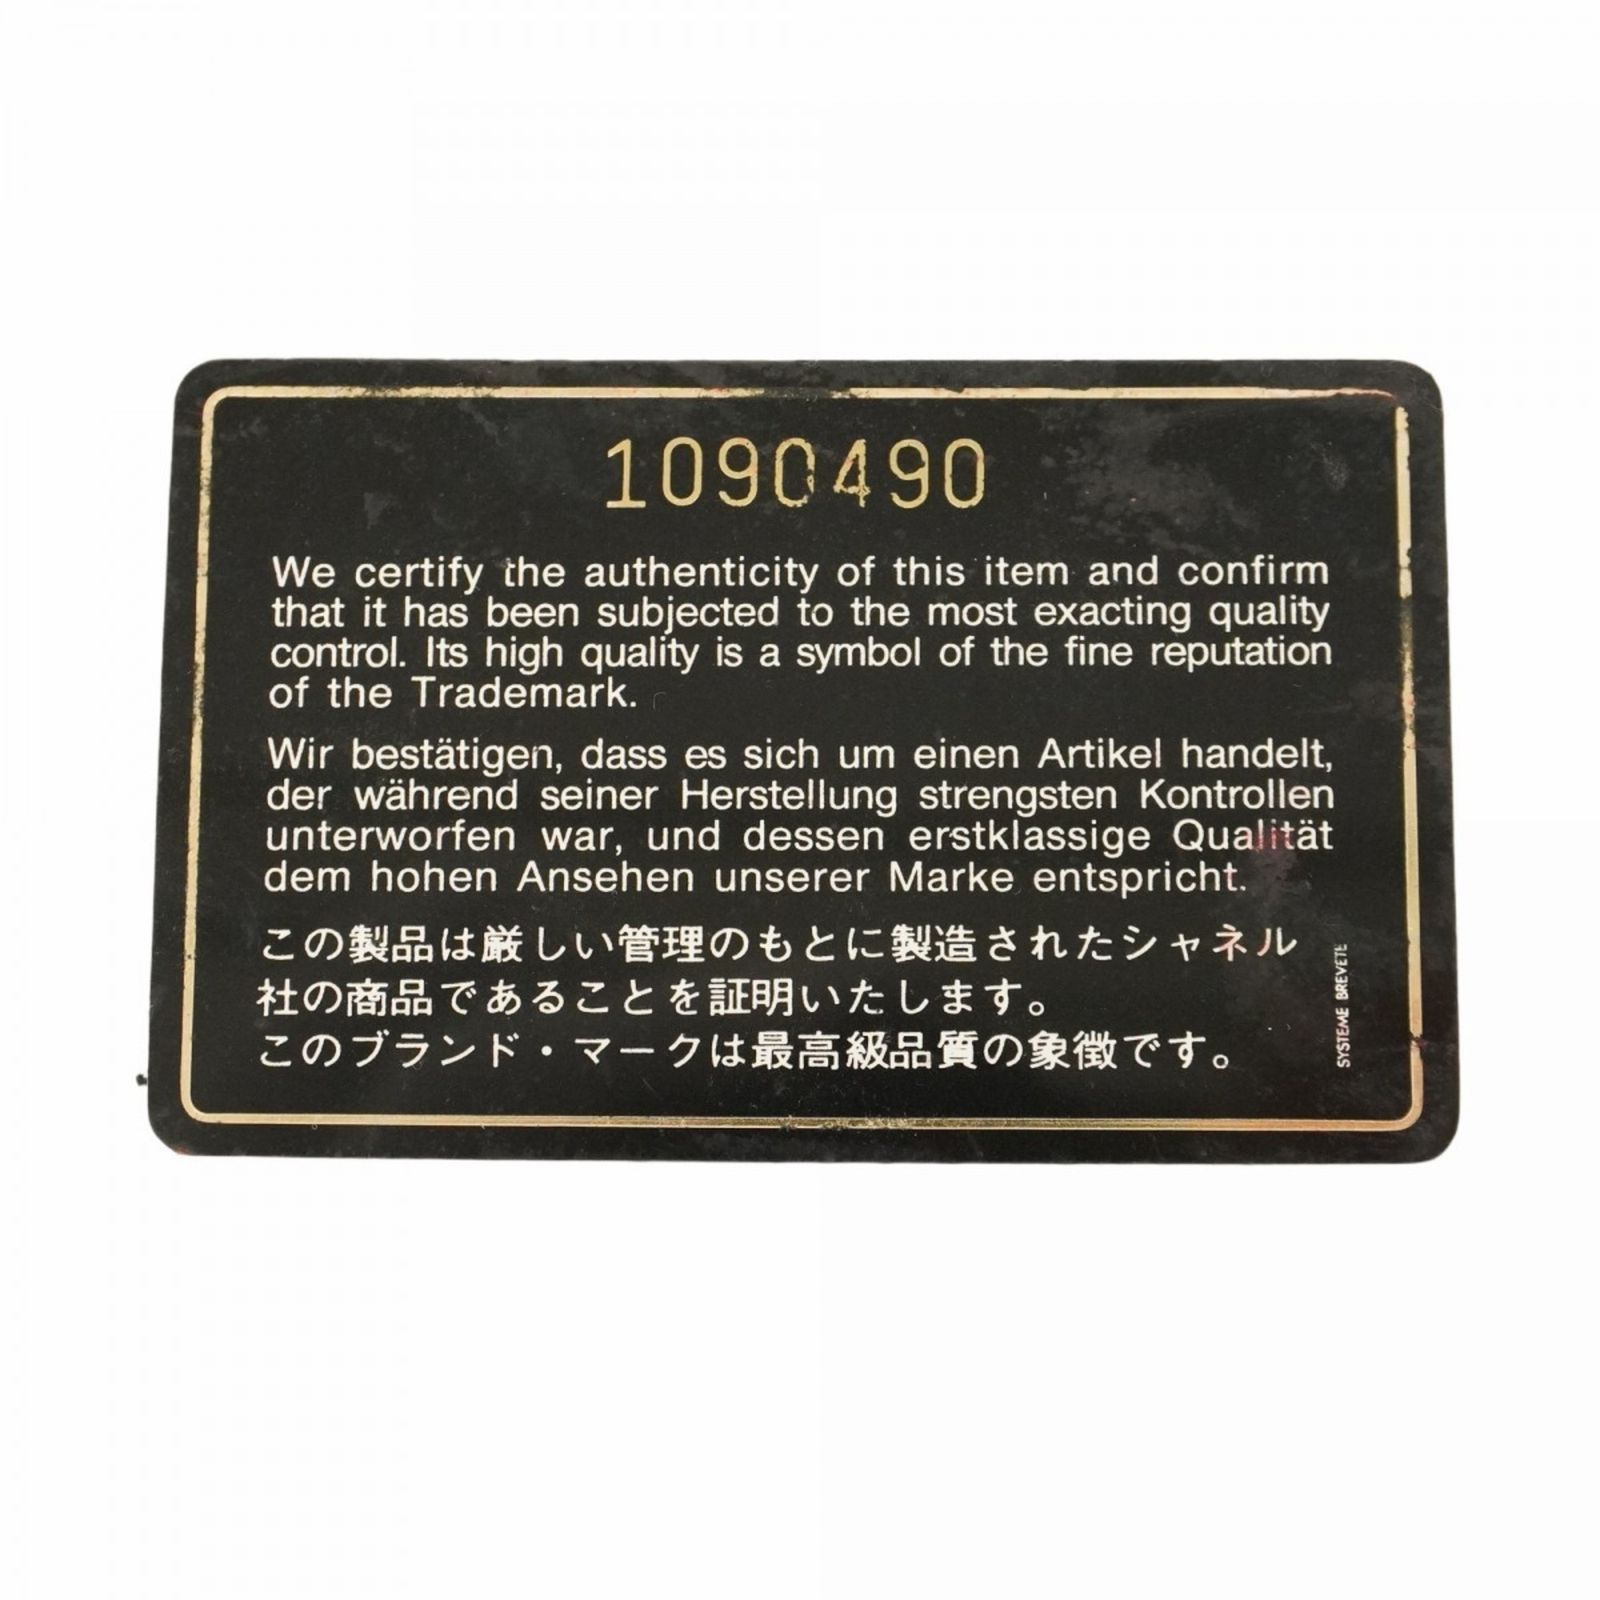 1090490
We certify the authenticity of this item and confirm
that it has been subjected to the most exacting quality
control. Its high quality is a symbol of the fine reputation
of the Trademark.
Wir bestätigen, dass es sich um einen Artikel handelt,
der während seiner Herstellung strengsten Kontrollen
unterworfen war, und dessen erstklassige Qualität
dem hohen Ansehen unserer Marke entspricht.
この製品は厳しい管理のもとに製造されたシャネル
社の商品であることを証明いたします。
このブランド・マークは最高級品質の象徴です。
SYSTEME BREVETE